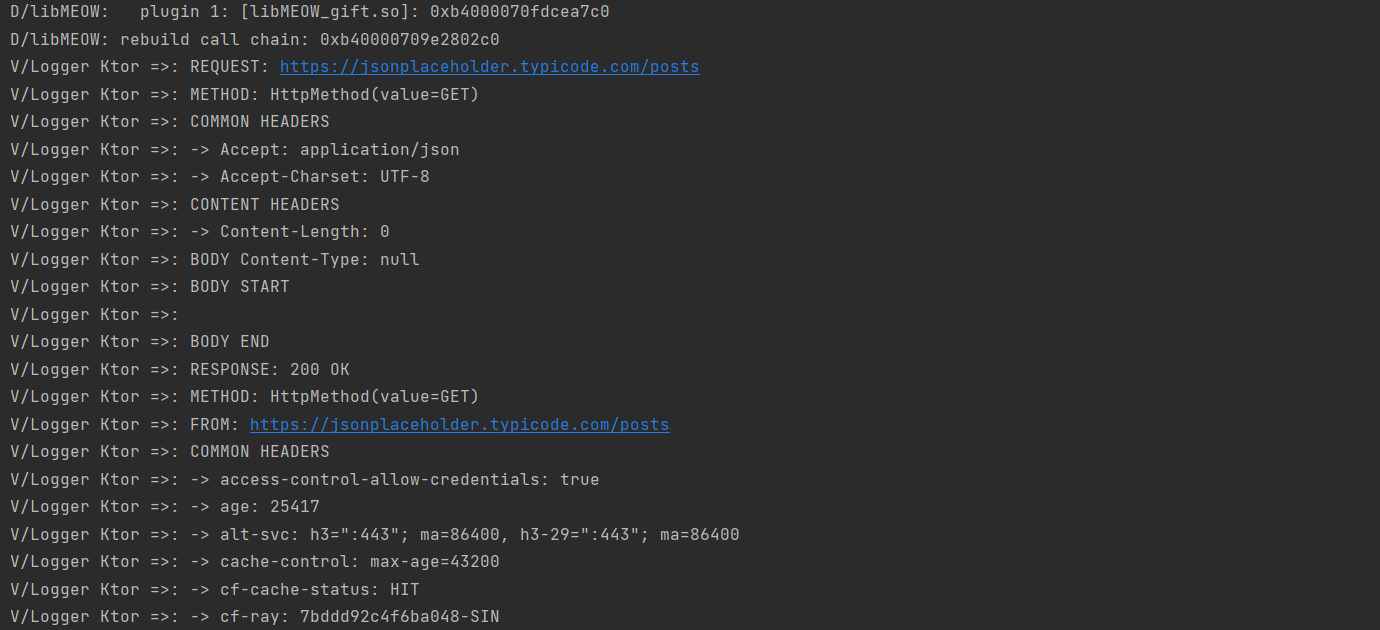 D/libMEOW:   plugin 1: [libMEOW_gift.so]: 0xb4000070fdcea7c0
D/libMEOW: rebuild call chain: 0xb40000709e2802c0
V/Logger Ktor =>: REQUEST: https://jsonplaceholder.typicode.com/posts
V/Logger Ktor =>: METHOD: HttpMethod(value=GET)
V/Logger Ktor =>: COMMON HEADERS
V/Logger Ktor =>: -> Accept: application/json
V/Logger Ktor =>: -> Accept-Charset: UTF-8
V/Logger Ktor =>: CONTENT HEADERS
V/Logger Ktor =>: -> Content-Length: 0
V/Logger Ktor =>: BODY Content-Type: null
V/Logger Ktor =>: BODY START
V/Logger Ktor =>:
V/Logger Ktor =>: BODY END
V/Logger Ktor =>: RESPONSE: 200 OK
V/Logger Ktor =>: METHOD: HttpMethod(value=GET)
V/Logger Ktor =>: FROM: https://jsonplaceholder.typicode.com/posts
V/Logger Ktor =>: COMMON HEADERS
V/Logger Ktor =>: -> access-control-allow-credentials: true
V/Logger Ktor =>: -> age: 25417
V/Logger Ktor =>: -> alt-svc: h3=":443"; ma=86400, h3-29=":443"; ma=86400
V/Logger Ktor =>: -> cache-control: max-age=43200
V/Logger Ktor =>: -> cf-cache-status: HIT
V/Logger Ktor =>: -> cf-ray: 7bddd92c4f6ba048-SIN